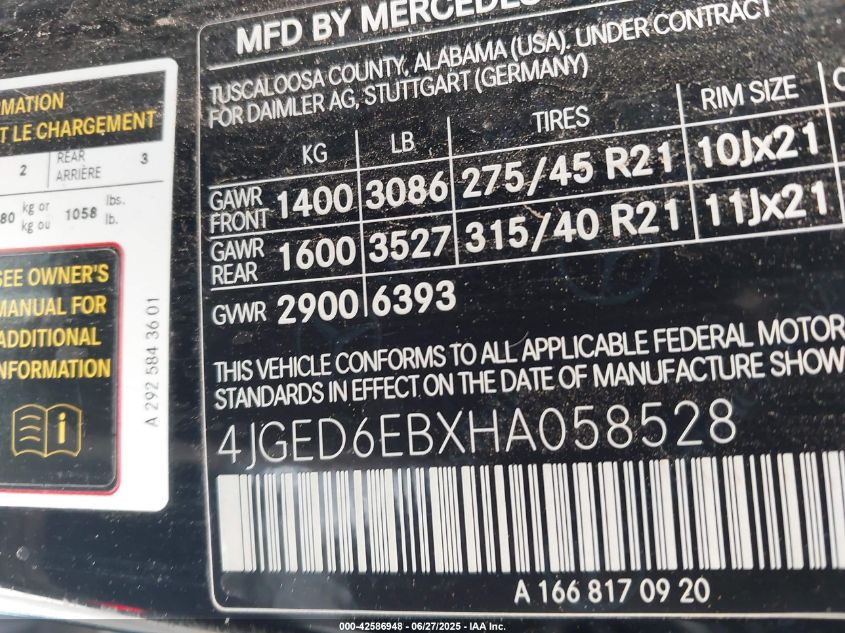 RMATION
T LE CHARGEMENT
2 REAR ARRIÈRE 3
80 kg or kg ou 1058 lbs. lb.
SEE OWNER'S
MANUAL FOR
ADDITIONAL
INFORMATION
A 292 584 36 01
MFD BY MERCEDES
TUSCALOOSA COUNTY, ALABAMA (USA). UNDER CONTRACT
FOR DAIMLER AG, STUTTGART (GERMANY)
KG LB TIRES RIM SIZE C
GAWR FRONT 1400 3086 275/45 R21 10Jx21
GAWR REAR 1600 3527 315/40 R21 11Jx21
GVWR 2900 6393
THIS VEHICLE CONFORMS TO ALL APPLICABLE FEDERAL MOTOR
STANDARDS IN EFFECT ON THE DATE OF MANUFACTURE SHOW
4JGED6EBXHA058528
A 166 817 09 20
000-42586948 - 06/27/2025 - IAA Inc.